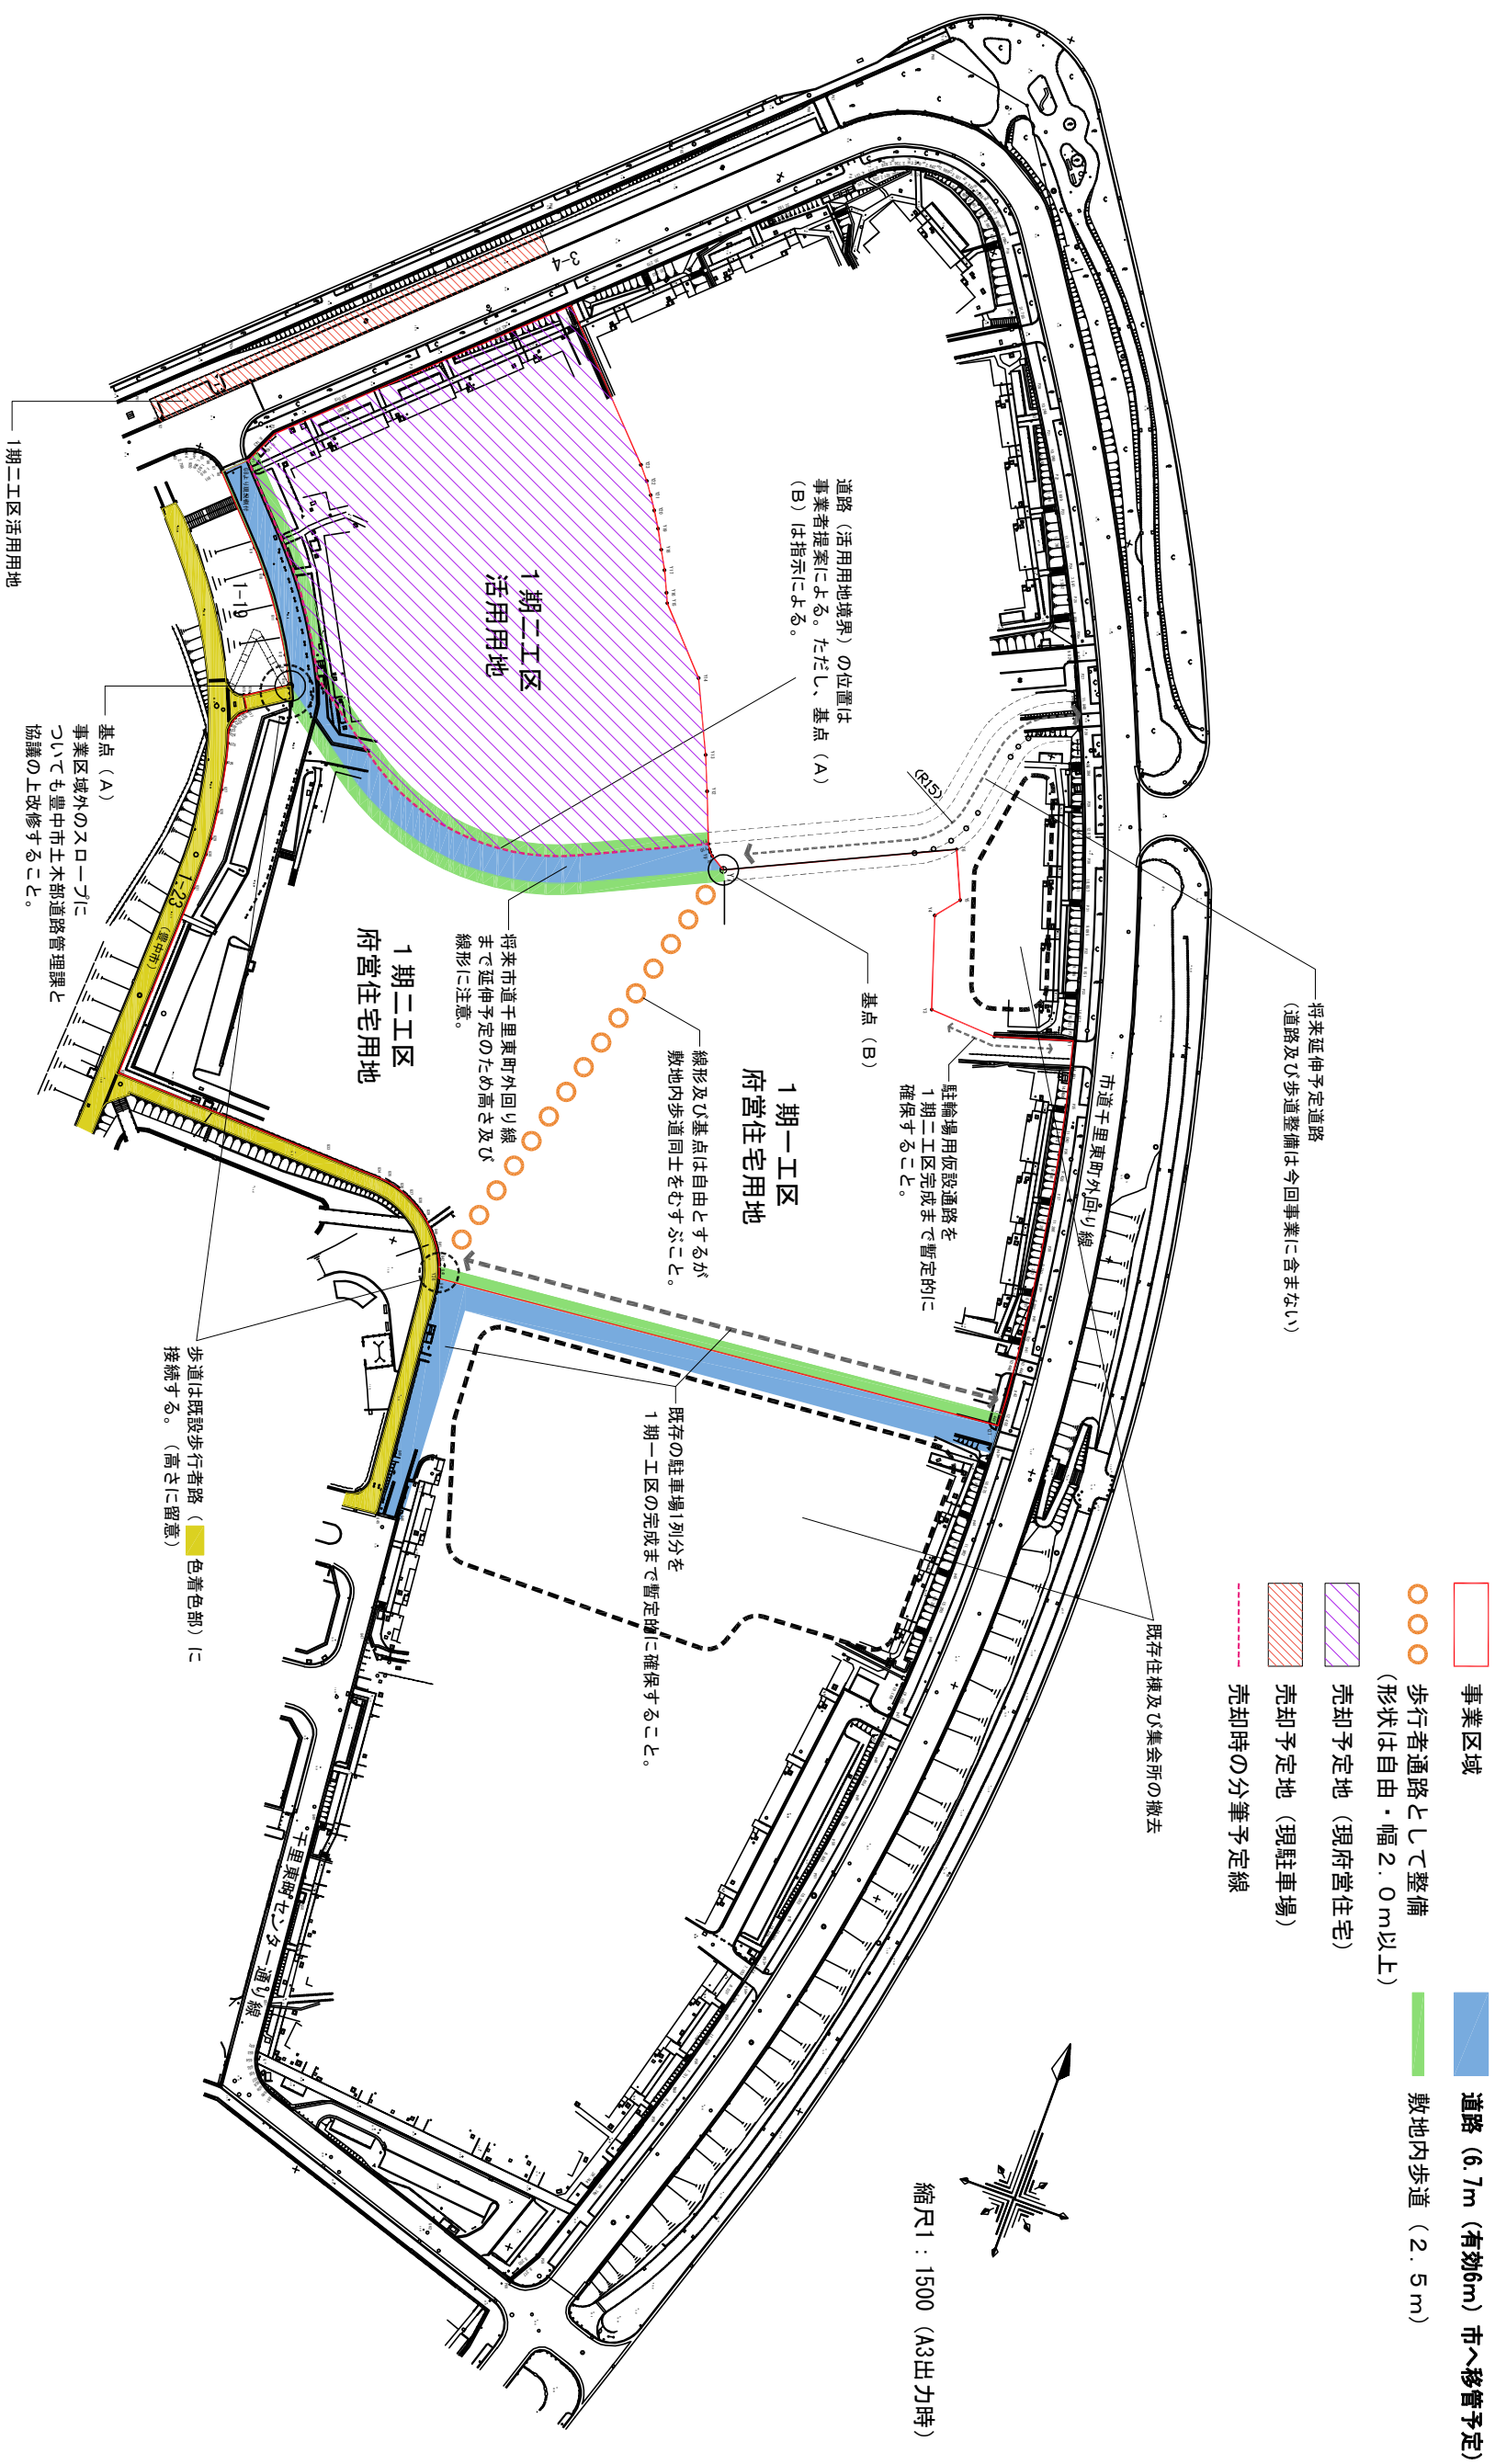 事業区域
歩行者通路として整備
（形状は自由・幅２．０ｍ以上）
売却予定地（現府営住宅）
売却予定地（現駐車場）
売却時の分筆予定線
道路（6.7m（有効6m）市へ移管予定）
敷地内歩道（２．５ｍ）
縮尺1：1500（A3出力時）
将来延伸予定道路
（道路及び歩道整備は今回事業に含まない）
既存住棟及び集会所の撤去
市道千里東町外回り線
駐輪場用仮設通路を
１期二工区完成まで暫定的に
確保すること。
基点（B）
道路（活用用地境界）の位置は
事業者提案による。ただし、基点（A）
（B）は指示による。
（R15）
１期一工区
府営住宅用地
線形及び基点は自由とするが
敷地内歩道同士をむすぶこと。
既存の駐車場1列分を
１期一工区の完成まで暫定的に確保すること。
１期二工区
活用用地
将来市道千里東町外回り線
まで延伸予定のため高さ及び
線形に注意。
１期二工区
府営住宅用地
3-4
1-19
1-23
（豊中市）
千里東町センター通り線
歩道は既設歩行者路（ 色着色部）に
接続する。（高さに留意）
基点（A）
事業区域外のスロープに
ついても豊中市土木部道路管理課と
協議の上改修すること。
１期二工区活用用地